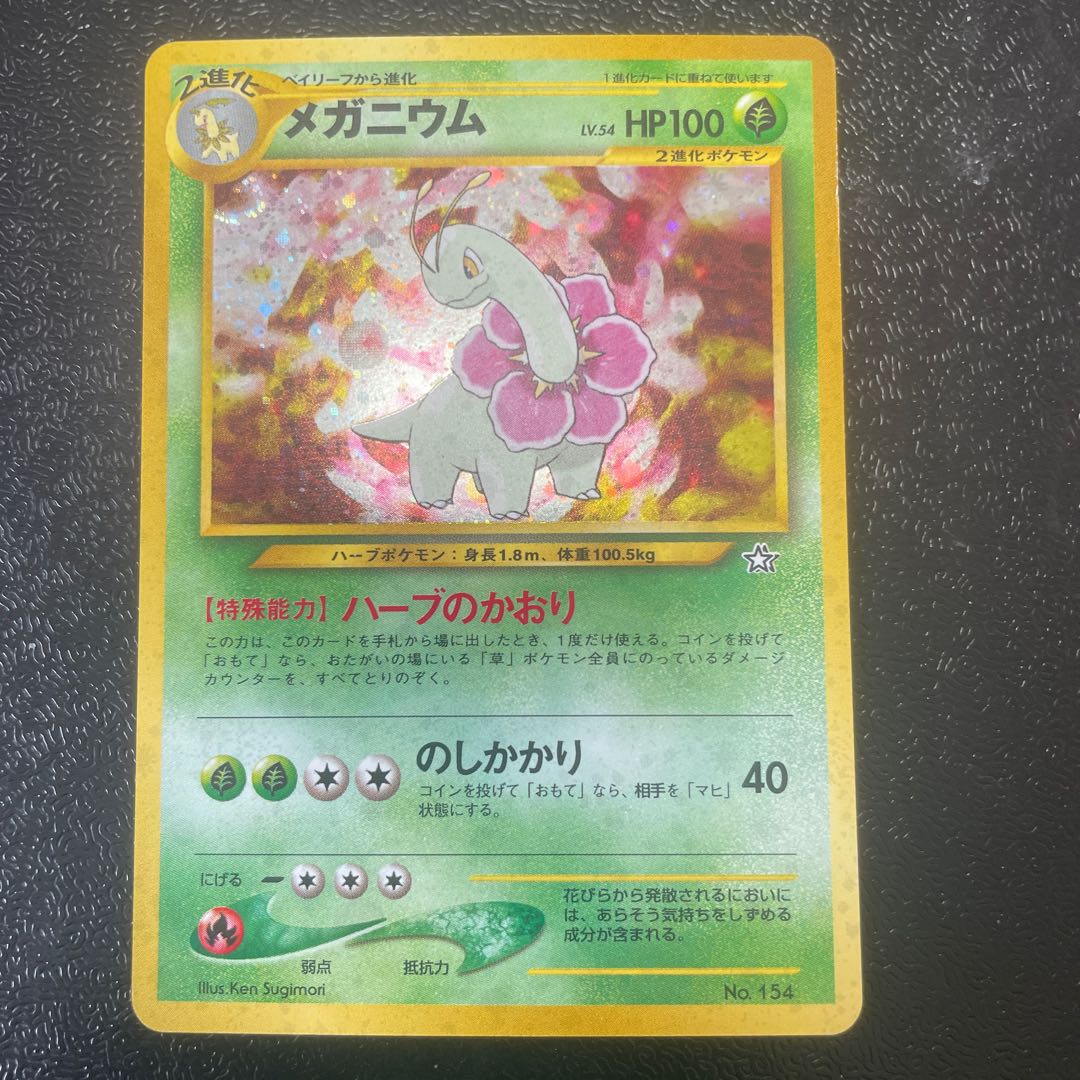 2進化
ベイリーフから進化
1進化カードに重ねて使います
メガニウム
LV.54 HP100
2進化ポケモン
ハーブポケモン：身長1.8m、体重100.5kg
【特殊能力】ハーブのかおり
この力は、このカードを手札から場に出したとき、1度だけ使える。コインを投げて
「おもて」なら、おたがいの場にいる「草」ポケモン全員にのっているダメージ
カウンターを、すべてとりのぞく。
のしかかり
40
コインを投げて「おもて」なら、相手を「マヒ」
状態にする。
にげる
花びらから発散されるにおいに
は、あらそう気持ちをしずめる
成分が含まれる。
弱点
抵抗力
Illus.Ken Sugimori
No. 154